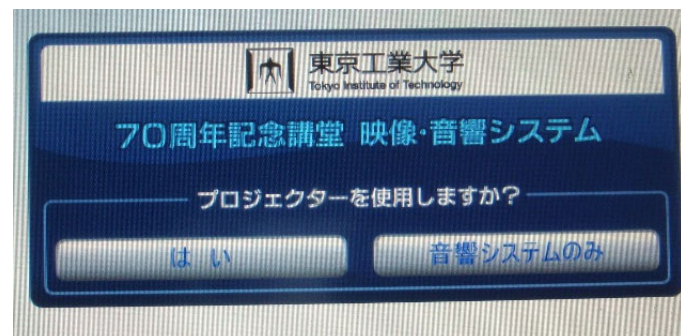 東京工業大学
Tokyo Institute of Technology
70周年記念講堂 映像・音響システム
プロジェクターを使用しますか?
はい
音響システムのみ